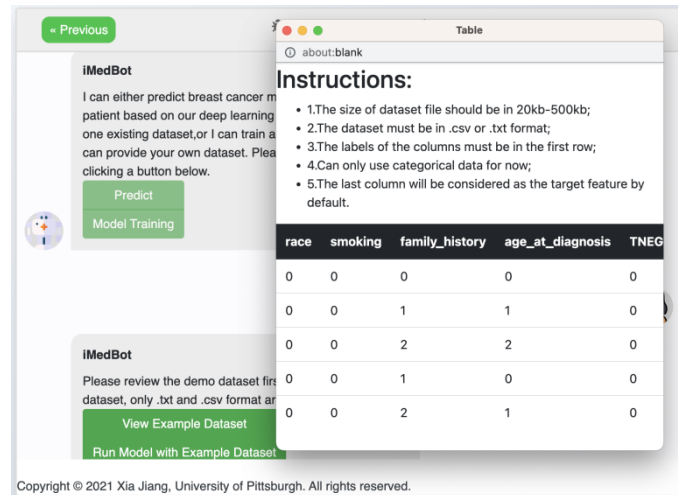 « Previous
iMedBot
I can either predict breast cancer
patient based on our deep learning
one existing dataset,or I can train a
can provide your own dataset.
clicking a button below.
Predict
Model Training
iMedBot
Please review the demo dataset
dataset, only .txt and .csv format
View Example Dataset
Run Model with Example Dataset
Table
about:blank
Instructions:
• 1.The size of dataset file should be in 20kb-500kb;
• 2.The dataset must be in .csv or .txt format;
• 3.The labels of the columns must be in the first row;
• 4.Can only use categorical data for now;
• 5.The last column will be considered as the target feature by
default.
race smoking family_history age_at_diagnosis TNEG
0 0 0 0 0
0 0 1 1 0
0 0 2 2 0
0 0 1 0 0
0 0 2 1 0
Copyright © 2021 Xia Jiang, University of Pittsburgh. All rights reserved.